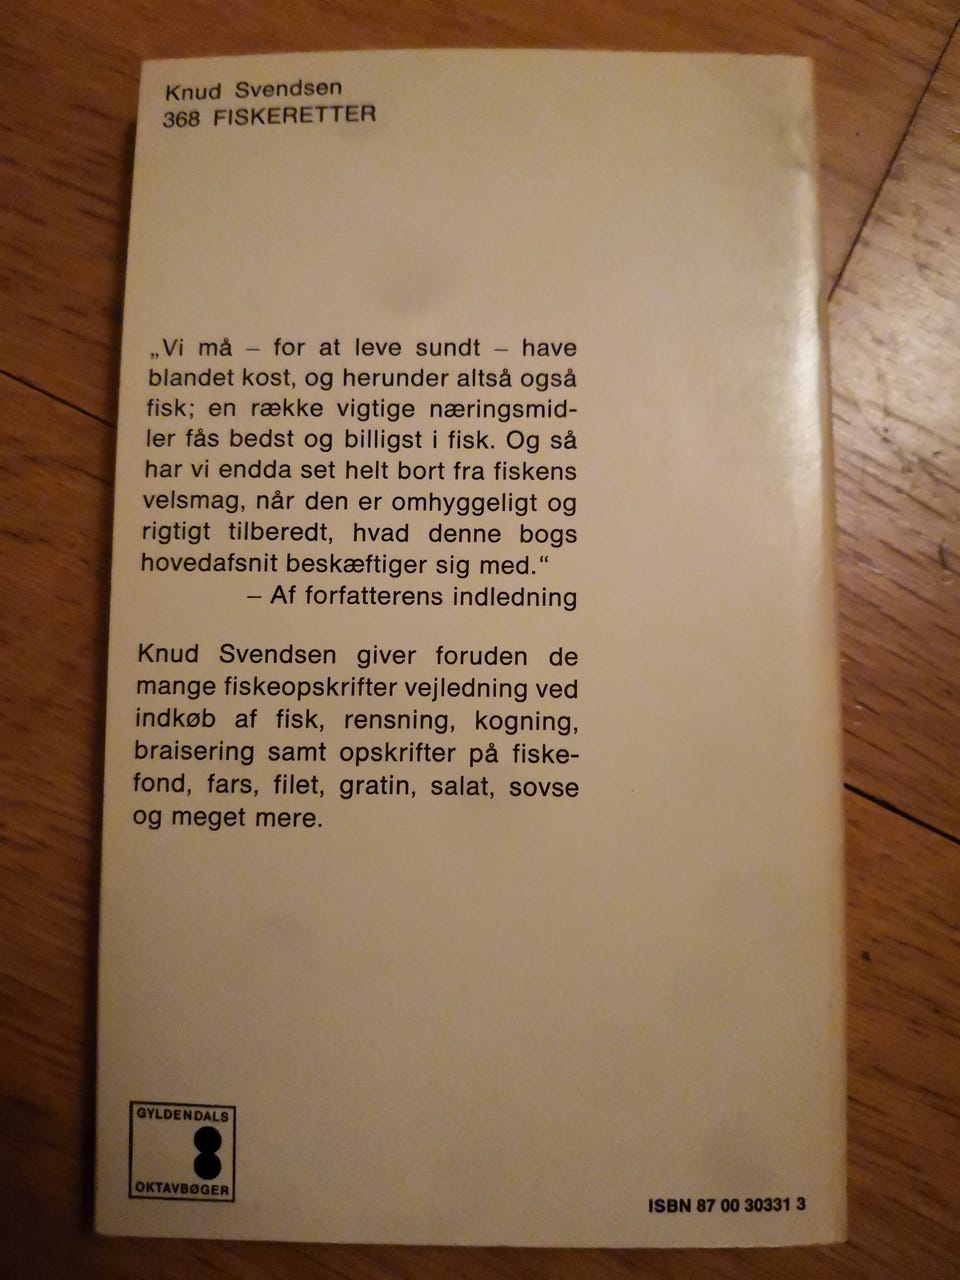 Knud Svendsen
368 FISKERETTER
„Vi må – for at leve sundt – have
blandet kost, og herunder altså også
fisk; en række vigtige næringsmid-
ler fås bedst og billigst i fisk. Og så
har vi endda set helt bort fra fiskens
velsmag, når den er omhyggeligt og
rigtigt tilberedt, hvad denne bogs
hovedafsnit beskæftiger sig med.“
– Af forfatterens indledning
Knud Svendsen giver foruden de
mange fiskeopskrifter vejledning ved
indkøb af fisk, rensning, kogning,
braisering samt opskrifter på fiske-
fond, fars, filet, gratin, salat, sovse
og meget mere.
GYLDENDALS
OKTAVBØGER
ISBN 87 00 30331 3